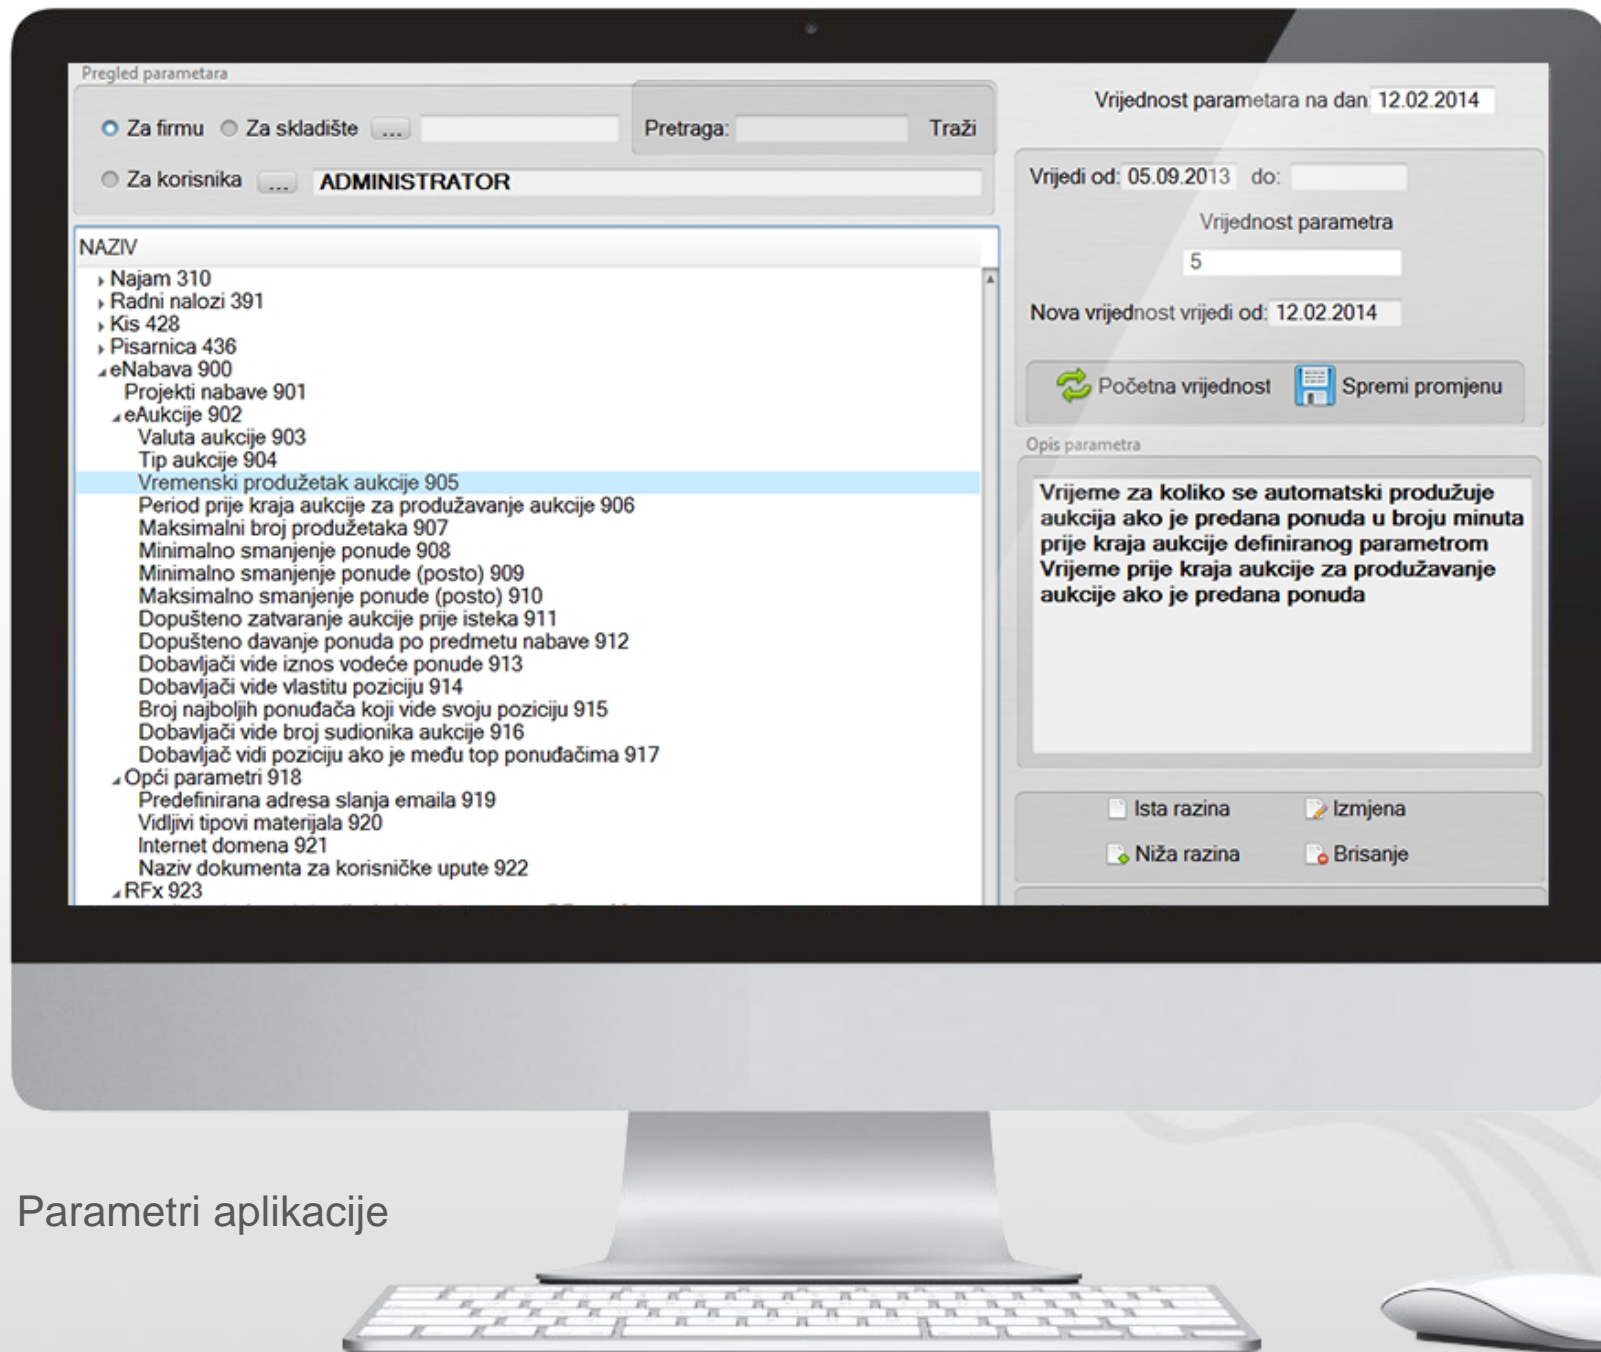 Pregled parametara
Za firmu Za skladište ... Pretraga: Traži
Za korisnika ... ADMINISTRATOR
NAZIV
Najam 310
Radni nalozi 391
Kis 428
Pisarnica 436
eNabava 900
Projekti nabave 901
eAukcije 902
Valuta aukcije 903
Tip aukcije 904
Vremenski produžetak aukcije 905
Period prije kraja aukcije za produžavanje aukcije 906
Maksimalni broj produžetaka 907
Minimalno smanjenje ponude 908
Minimalno smanjenje ponude (posto) 909
Maksimalno smanjenje ponude (posto) 910
Dopušteno zatvaranje aukcije prije isteka 911
Dopušteno davanje ponuda po predmetu nabave 912
Dobavljači vide iznos vodeće ponude 913
Dobavljači vide vlastitu poziciju 914
Broj najboljih ponuđača koji vide svoju poziciju 915
Dobavljači vide broj sudionika aukcije 916
Dobavljač vidi poziciju ako je među top ponuđačima 917
Opći parametri 918
Predefinirana adresa slanja emaila 919
Vidljivi tipovi materijala 920
Internet domena 921
Naziv dokumenta za korisničke upute 922
RFx 923
Vrijednost parametara na dan: 12.02.2014
Vrijedi od: 05.09.2013 do:
Vrijednost parametra
5
Nova vrijednost vrijedi od: 12.02.2014
Početna vrijednost Spremi promjenu
Opis parametra
Vrijeme za koliko se automatski produžuje
aukcija ako je predana ponuda u broju minuta
prije kraja aukcije definiranog parametrom
Vrijeme prije kraja aukcije za produžavanje
aukcije ako je predana ponuda
Ista razina Izmjena
Niža razina Brisanje
Parametri aplikacije